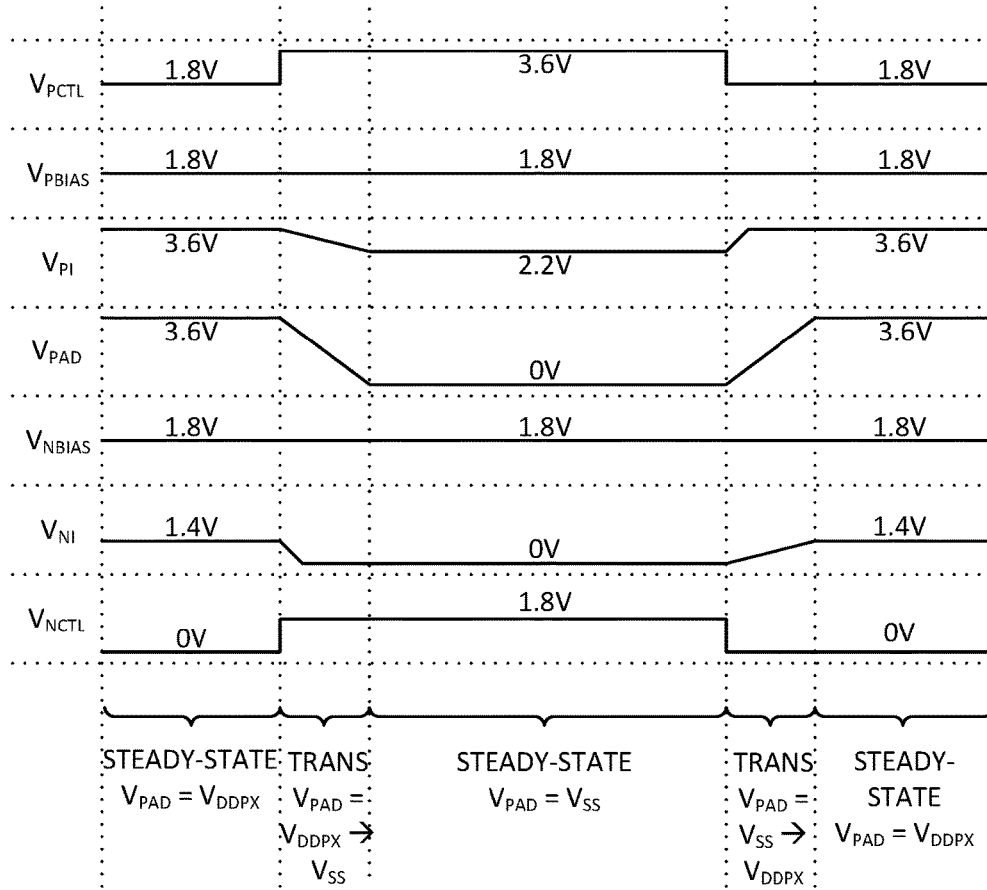 V_PCTL 1.8V 3.6V 1.8V
V_PBIAS 1.8V 1.8V 1.8V
V_PI 3.6V 2.2V 3.6V
V_PAD 3.6V 0V 3.6V
V_NBIAS 1.8V 1.8V 1.8V
V_NI 1.4V 0V 1.4V
V_NCTL 0V 1.8V 0V
STEADY-STATE
V_PAD = V_DDPX
TRANS
V_PAD =
V_DDPX →
V_SS
STEADY-STATE
V_PAD = V_SS
TRANS
V_PAD =
V_SS →
V_DDPX
STEADY-
STATE
V_PAD = V_DDPX